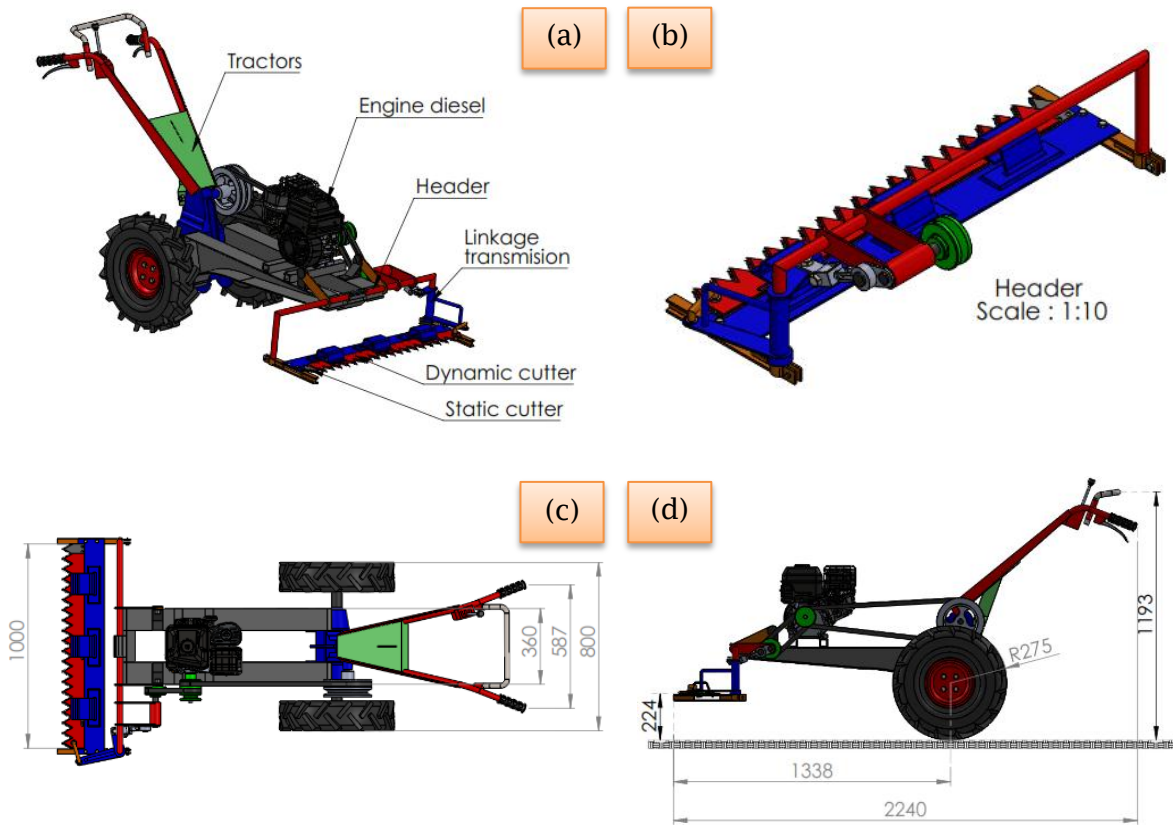 (a)
(b)
Tractors
Engine diesel
Header
Linkage
transmision
Dynamic cutter
Static cutter
Header
Scale : 1:10
(c)
(d)
1000
360
587
800
R275
1193
224
1338
2240